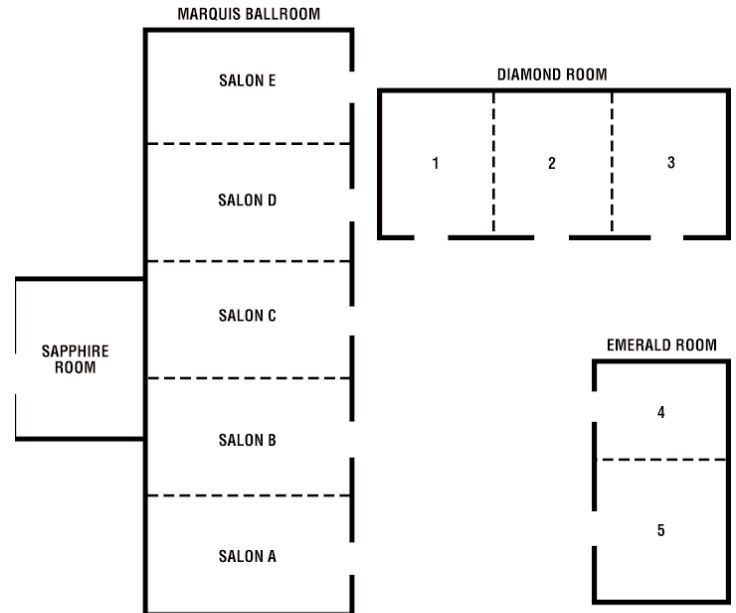 MARQUIS BALLROOM
SALON E
DIAMOND ROOM
1
2
3
SALON D
SALON C
SAPPHIRE
ROOM
EMERALD ROOM
4
SALON B
5
SALON A